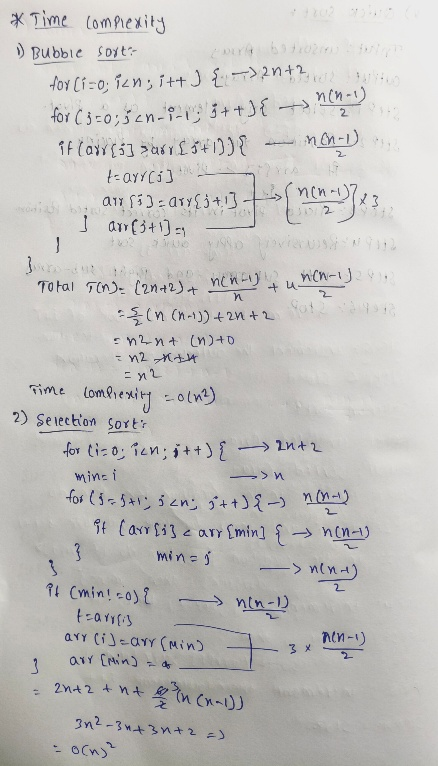 * Time Complexity
1) Bubble sort:-
for (i=0; i<n; i++) { → 2n+2
for (j=0; j<n-i-1; j++) { → n(n-1)/2
if (arr[j] > arr[j+1]) { — n(n-1)/2
t=arr[j]
arr[j]=arr[j+1] → [n(n-1)/2] x3
} arr[j+1]=t
}
}
Total T(n)= (2n+2) + n(n-1)/n + 4 n(n-1)/2
= 5/2 (n(n-1)) + 2n+2
= n2 n+ (n)+0
= n2
= n2
Time Complexity = O(n²)
2) Selection sort:-
for (i=0; i<n; i++) { → 2n+2
min=i → n
for (j=j+1; j<n; j++) { → n(n-1)/2
if (arr[j] < arr[min] { → n(n-1)/2
} min=j → n(n-1)/2
}
if (min!=0) { → n(n-1)/2
t=arr[i]
arr[i]=arr[min] — 3 x n(n-1)/2
} arr[min] =
= 2n+2 + n + 3 (n(n-1))
3n²-3n+3n+2 =>
= O(n)²